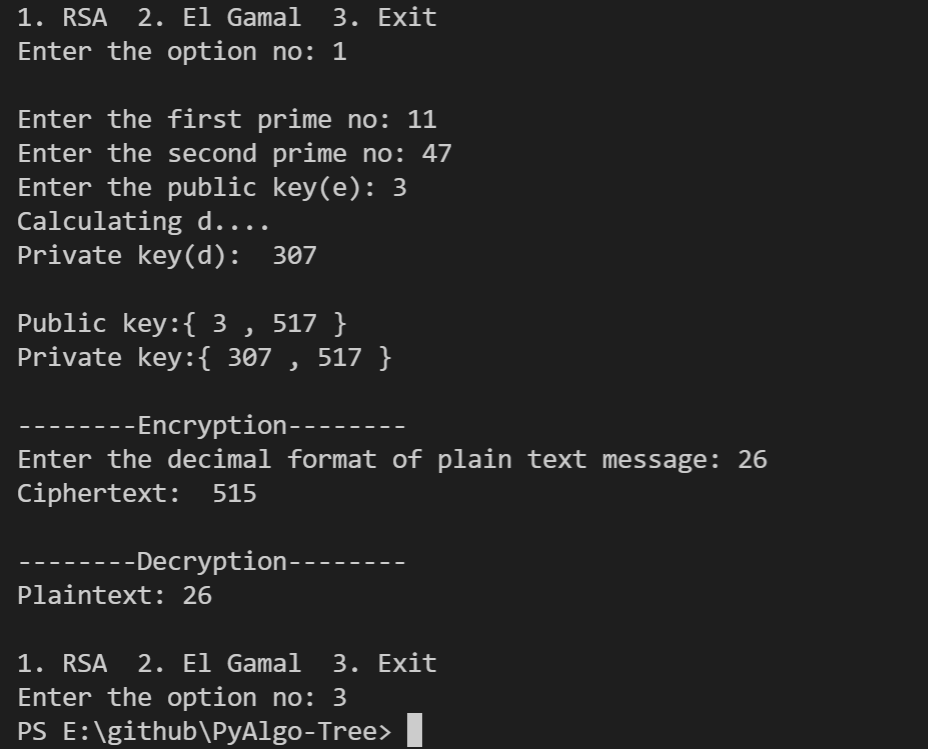 1. RSA  2. El Gamal  3. Exit
Enter the option no: 1
Enter the first prime no: 11
Enter the second prime no: 47
Enter the public key(e): 3
Calculating d....
Private key(d):  307
Public key:{ 3 , 517 }
Private key:{ 307 , 517 }
--------Encryption--------
Enter the decimal format of plain text message: 26
Ciphertext:  515
--------Decryption--------
Plaintext: 26
1. RSA  2. El Gamal  3. Exit
Enter the option no: 3
PS E:\github\PyAlgo-Tree>